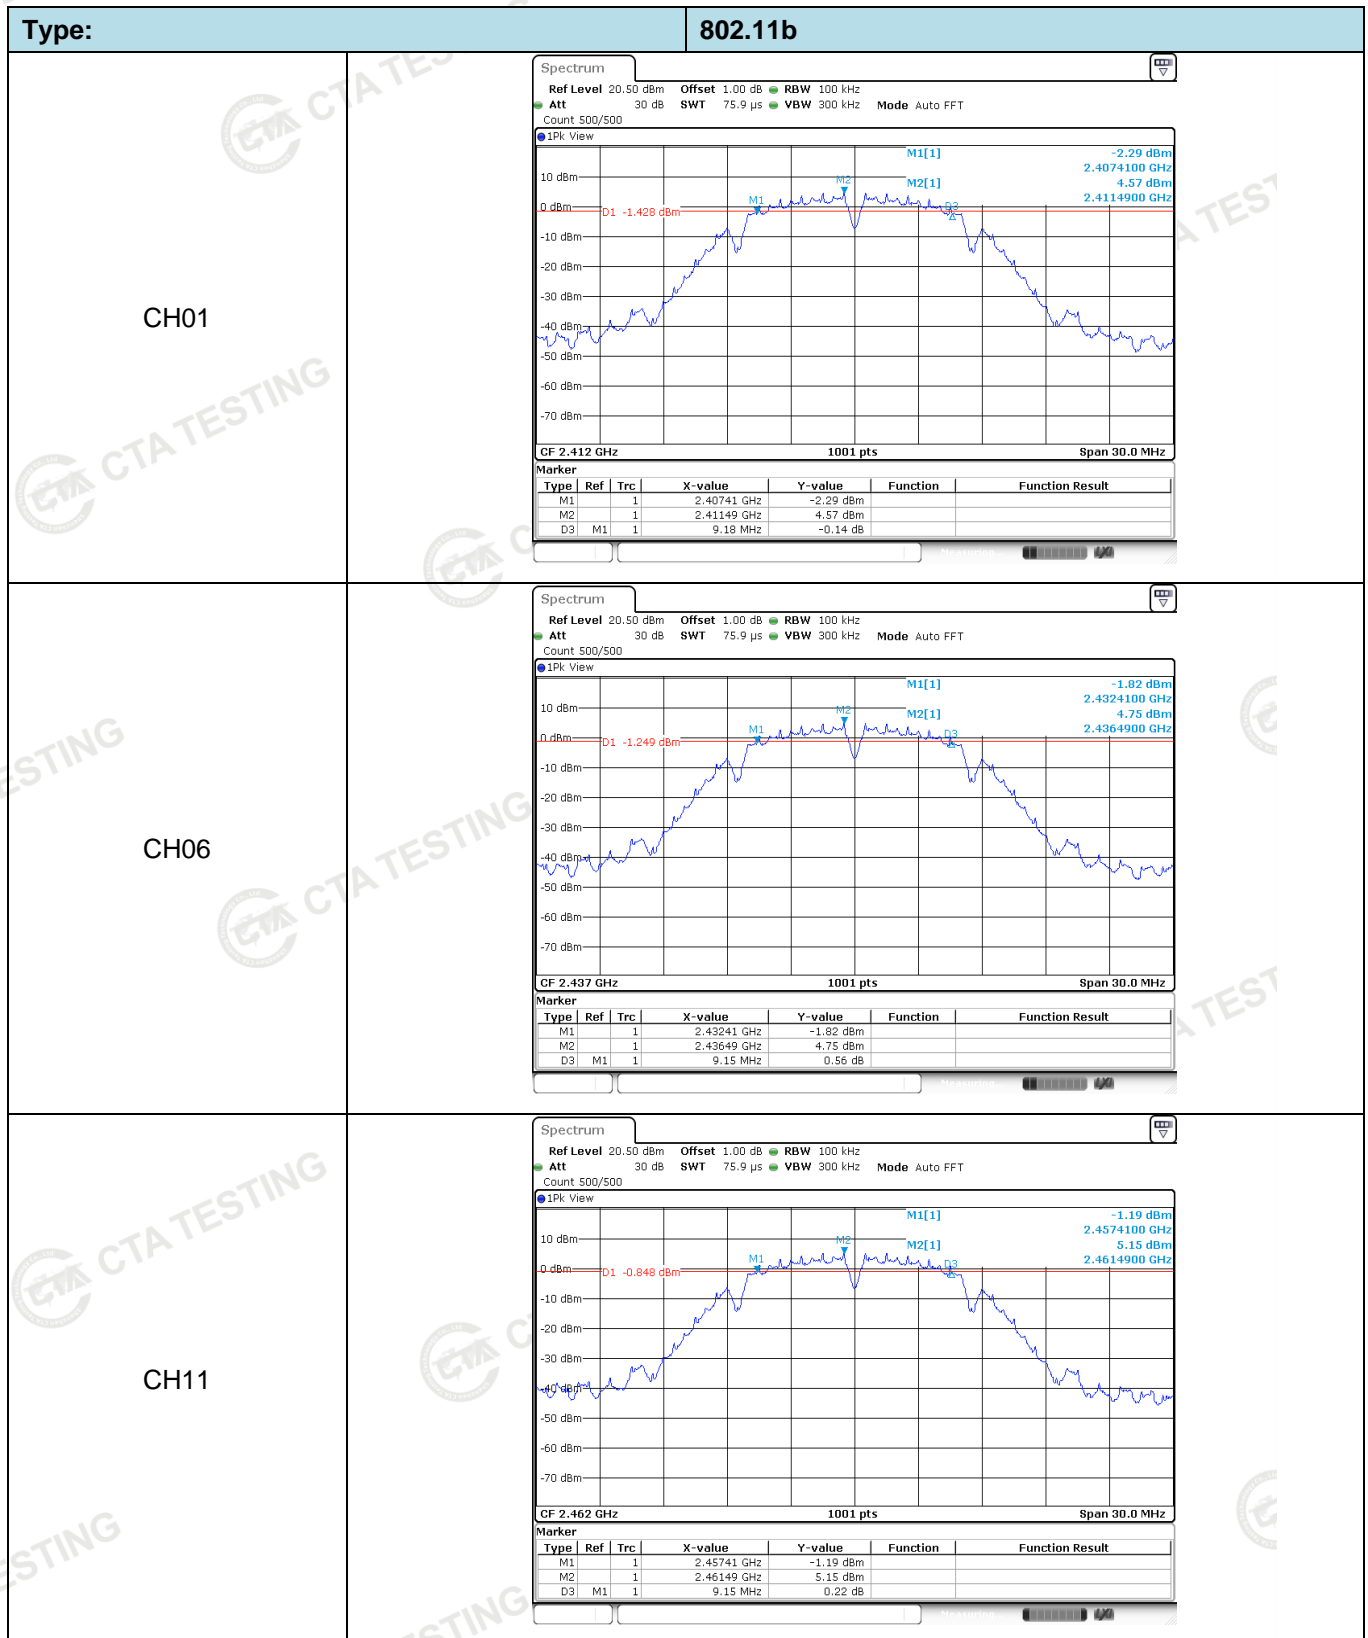 Type: 802.11b
CH01
Spectrum
Ref Level 20.50 dBm Offset 1.00 dB RBW 100 kHz
Att 30 dB SWT 75.9 µs VBW 300 kHz Mode Auto FFT
Count 500/500
1Pk View
M1[1] -2.29 dBm
2.4074100 GHz
M2[1] 4.57 dBm
2.4114900 GHz
10 dBm
M2
M1
D3
0 dBm
D1 -1.428 dBm
-10 dBm
-20 dBm
-30 dBm
-40 dBm
-50 dBm
-60 dBm
-70 dBm
CF 2.412 GHz 1001 pts Span 30.0 MHz
Marker
Type Ref Trc X-value Y-value Function Function Result
M1 1 2.40741 GHz -2.29 dBm
M2 1 2.41149 GHz 4.57 dBm
D3 M1 1 9.18 MHz -0.14 dB
Measuring...
CH06
Spectrum
Ref Level 20.50 dBm Offset 1.00 dB RBW 100 kHz
Att 30 dB SWT 75.9 µs VBW 300 kHz Mode Auto FFT
Count 500/500
1Pk View
M1[1] -1.82 dBm
2.4324100 GHz
M2[1] 4.75 dBm
2.4364900 GHz
10 dBm
M2
M1
D3
0 dBm
D1 -1.249 dBm
-10 dBm
-20 dBm
-30 dBm
-40 dBm
-50 dBm
-60 dBm
-70 dBm
CF 2.437 GHz 1001 pts Span 30.0 MHz
Marker
Type Ref Trc X-value Y-value Function Function Result
M1 1 2.43241 GHz -1.82 dBm
M2 1 2.43649 GHz 4.75 dBm
D3 M1 1 9.15 MHz 0.56 dB
Measuring...
CH11
Spectrum
Ref Level 20.50 dBm Offset 1.00 dB RBW 100 kHz
Att 30 dB SWT 75.9 µs VBW 300 kHz Mode Auto FFT
Count 500/500
1Pk View
M1[1] -1.19 dBm
2.4574100 GHz
M2[1] 5.15 dBm
2.4614900 GHz
10 dBm
M2
M1
D3
0 dBm
D1 -0.848 dBm
-10 dBm
-20 dBm
-30 dBm
-40 dBm
-50 dBm
-60 dBm
-70 dBm
CF 2.462 GHz 1001 pts Span 30.0 MHz
Marker
Type Ref Trc X-value Y-value Function Function Result
M1 1 2.45741 GHz -1.19 dBm
M2 1 2.46149 GHz 5.15 dBm
D3 M1 1 9.15 MHz 0.22 dB
Measuring...
CTA TESTING